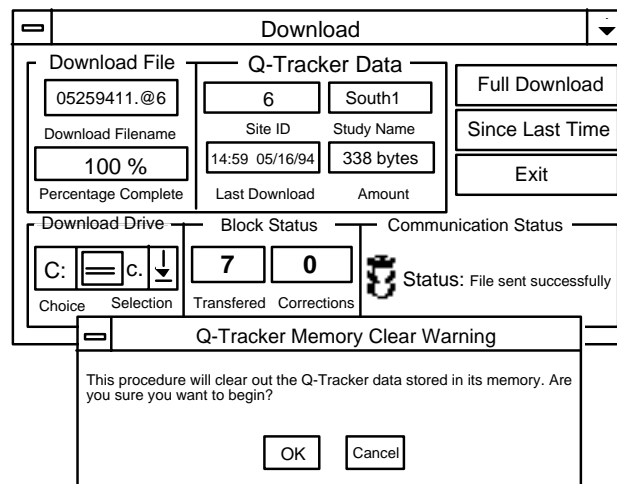 Download
Download File
05259411.@6
Download Filename
100 %
Percentage Complete
Q-Tracker Data
6 South1
Site ID Study Name
14:59 05/16/94 338 bytes
Last Download Amount
Full Download
Since Last Time
Exit
Download Drive
C: c.
Choice Selection
Block Status
7 0
Transfered Corrections
Communication Status
Status: File sent successfully
Q-Tracker Memory Clear Warning
This procedure will clear out the Q-Tracker data stored in its memory. Are
you sure you want to begin?
OK Cancel